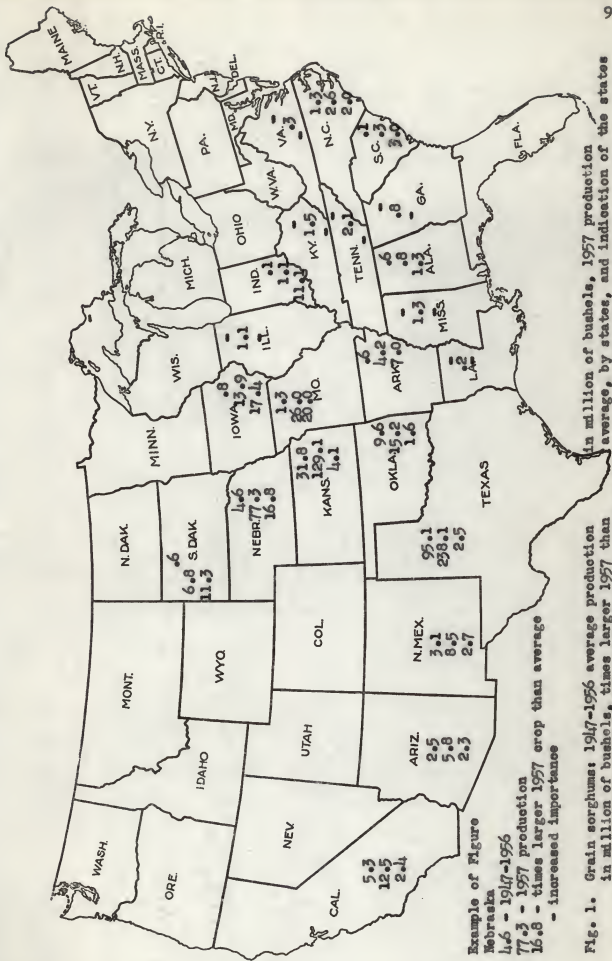 WASH.
MONT.
N. DAK.
MINN.
ORE.
IDAHO
WYO.
S. DAK.
.6
6.8
11.3
WIS.
MICH.
NEV.
UTAH
COL.
NEBR.
4.6
77.3
16.8
IOWA
.8
13.9
17.4
ILL.
-
1.1
IND.
.1
1.1
11.1
OHIO
PA.
N.Y.
VT.
N.H.
MAINE
MASS.
CT.
R.I.
N.J.
DEL.
MD.
W.VA.
VA.
-
.3
-
CAL.
5.3
12.5
2.4
ARIZ.
2.5
5.8
2.3
N.MEX.
3.1
8.5
2.7
KANS.
31.8
129.1
4.1
MO.
1.3
26.0
20.0
KY.
-
1.5
-
TENN.
-
2.1
-
N.C.
1.3
2.6
2.0
S.C.
.1
.3
3.0
OKLA.
9.6
15.2
1.6
ARK.
.6
4.2
7.0
TEXAS
95.1
238.1
2.5
LA.
-
.2
MISS.
-
1.3
-
ALA.
.6
.8
1.3
GA.
-
.8
-
FLA.
Example of Figure
Nebraska
4.6 - 1947-1956
77.3 - 1957 production
16.8 - times larger 1957 crop than average
- increased importance
Fig. 1. Grain sorghums: 1947-1956 average production in million of bushels, 1957 production
in million of bushels, times larger 1957 than average, by states, and indication of the states
9